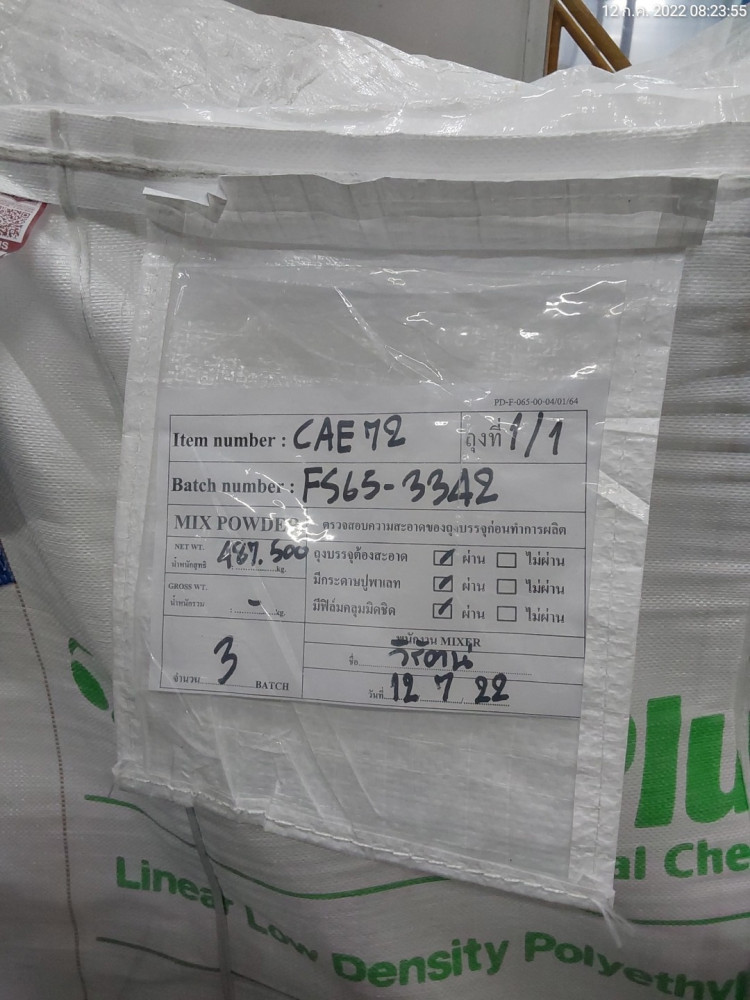 12 ก.ค. 2022 08:23:55
PD-F-065-00-04/01/64
Item number : CAE 72 ถุงที่ 1/1
Batch number : FS65-3342
MIX POWDER ตรวจสอบความสะอาดของถุงบรรจุก่อนทำการผลิต
NET WT. น้ำหนักสุทธิ : 487.500 kg.
ถุงบรรจุต้องสะอาด ☑ ผ่าน ☐ ไม่ผ่าน
มีกระดาษปูพาเลท ☑ ผ่าน ☐ ไม่ผ่าน
GROSS WT. น้ำหนักรวม : - kg.
มีฟิล์มคลุมมิดชิด ☑ ผ่าน ☐ ไม่ผ่าน
พนักงาน MIXER
ชื่อ วิรัตน์
จำนวน 3 BATCH
วันที่ 12 / 7 / 22
Plu
al Che
Linear Low Density Polyethyl